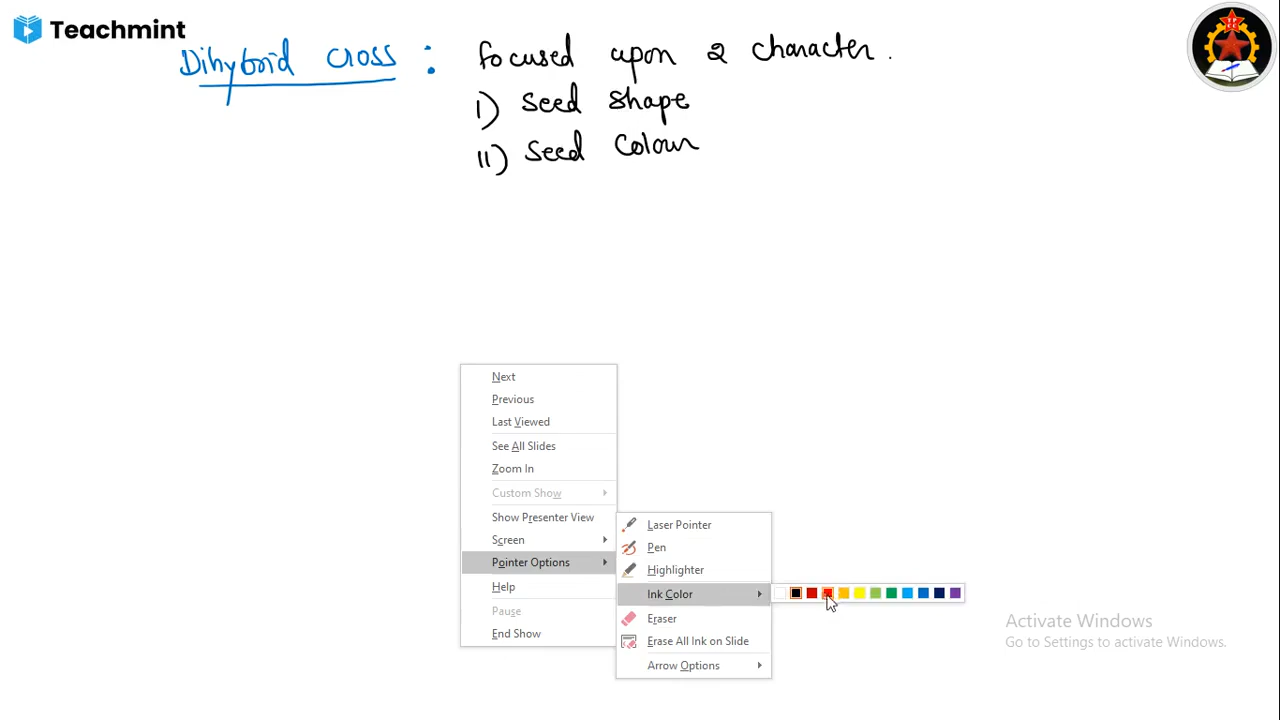 Teachmint
Dihybrid cross : focused upon 2 character.
I) Seed shape
II) Seed Colour
Next
Previous
Last Viewed
See All Slides
Zoom In
Custom Show
Show Presenter View
Screen
Pointer Options
Help
Pause
End Show
Laser Pointer
Pen
Highlighter
Ink Color
Eraser
Erase All Ink on Slide
Arrow Options
Activate Windows
Go to Settings to activate Windows.